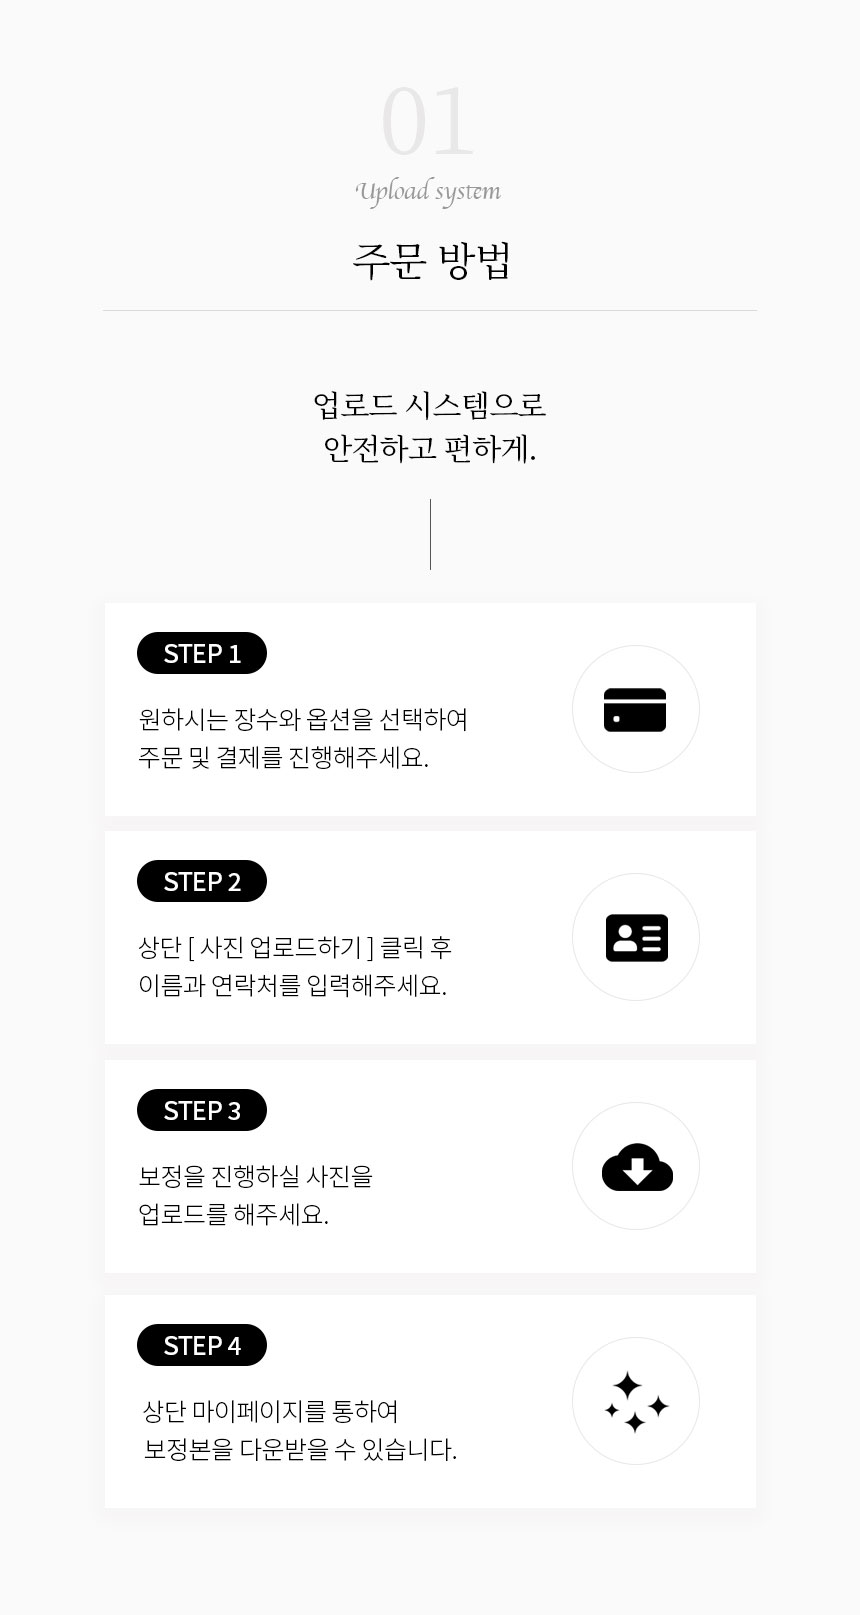 01
Upload system
주문 방법
업로드 시스템으로
안전하고 편하게.
STEP 1
원하시는 장수와 옵션을 선택하여
주문 및 결제를 진행해주세요.
STEP 2
상단 [ 사진 업로드하기 ] 클릭 후
이름과 연락처를 입력해주세요.
STEP 3
보정을 진행하실 사진을
업로드를 해주세요.
STEP 4
상단 마이페이지를 통하여
보정본을 다운받을 수 있습니다.